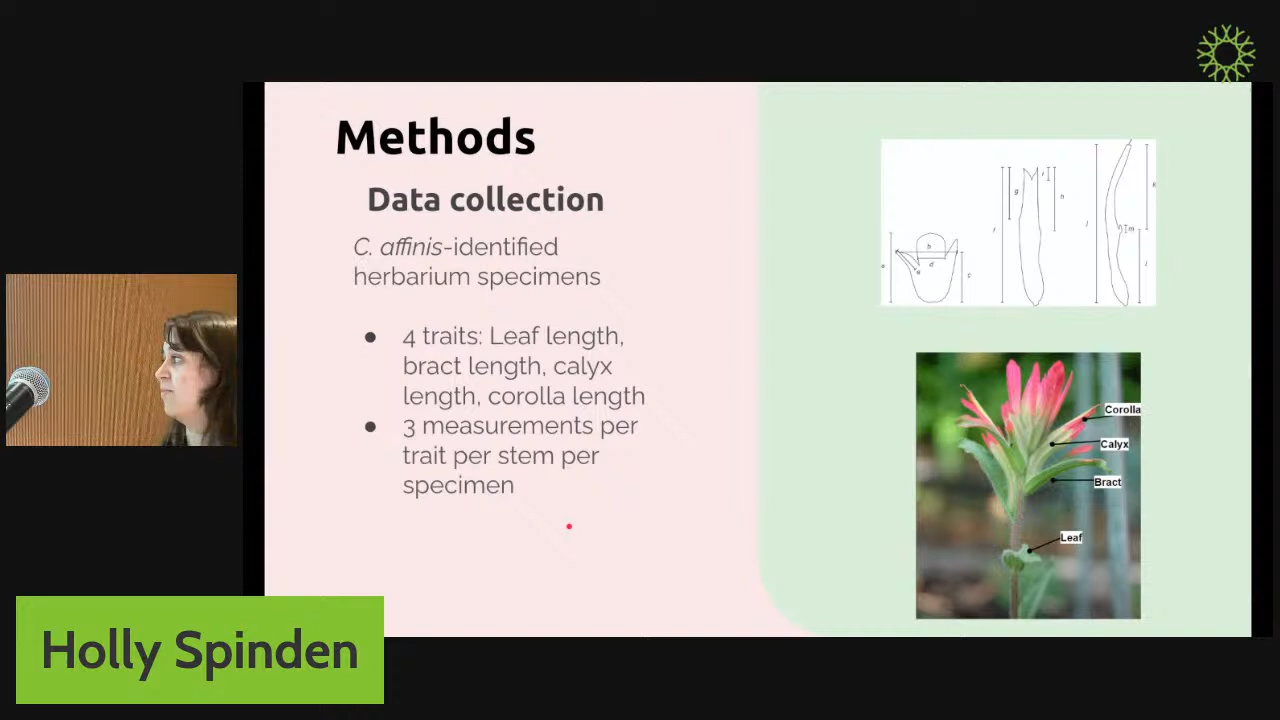 Methods
Data collection
C. affinis-identified
herbarium specimens
● 4 traits: Leaf length,
bract length, calyx
length, corolla length
● 3 measurements per
trait per stem per
specimen
b
d
g
h
m
Corolla
Calyx
Bract
Leaf
Holly Spinden